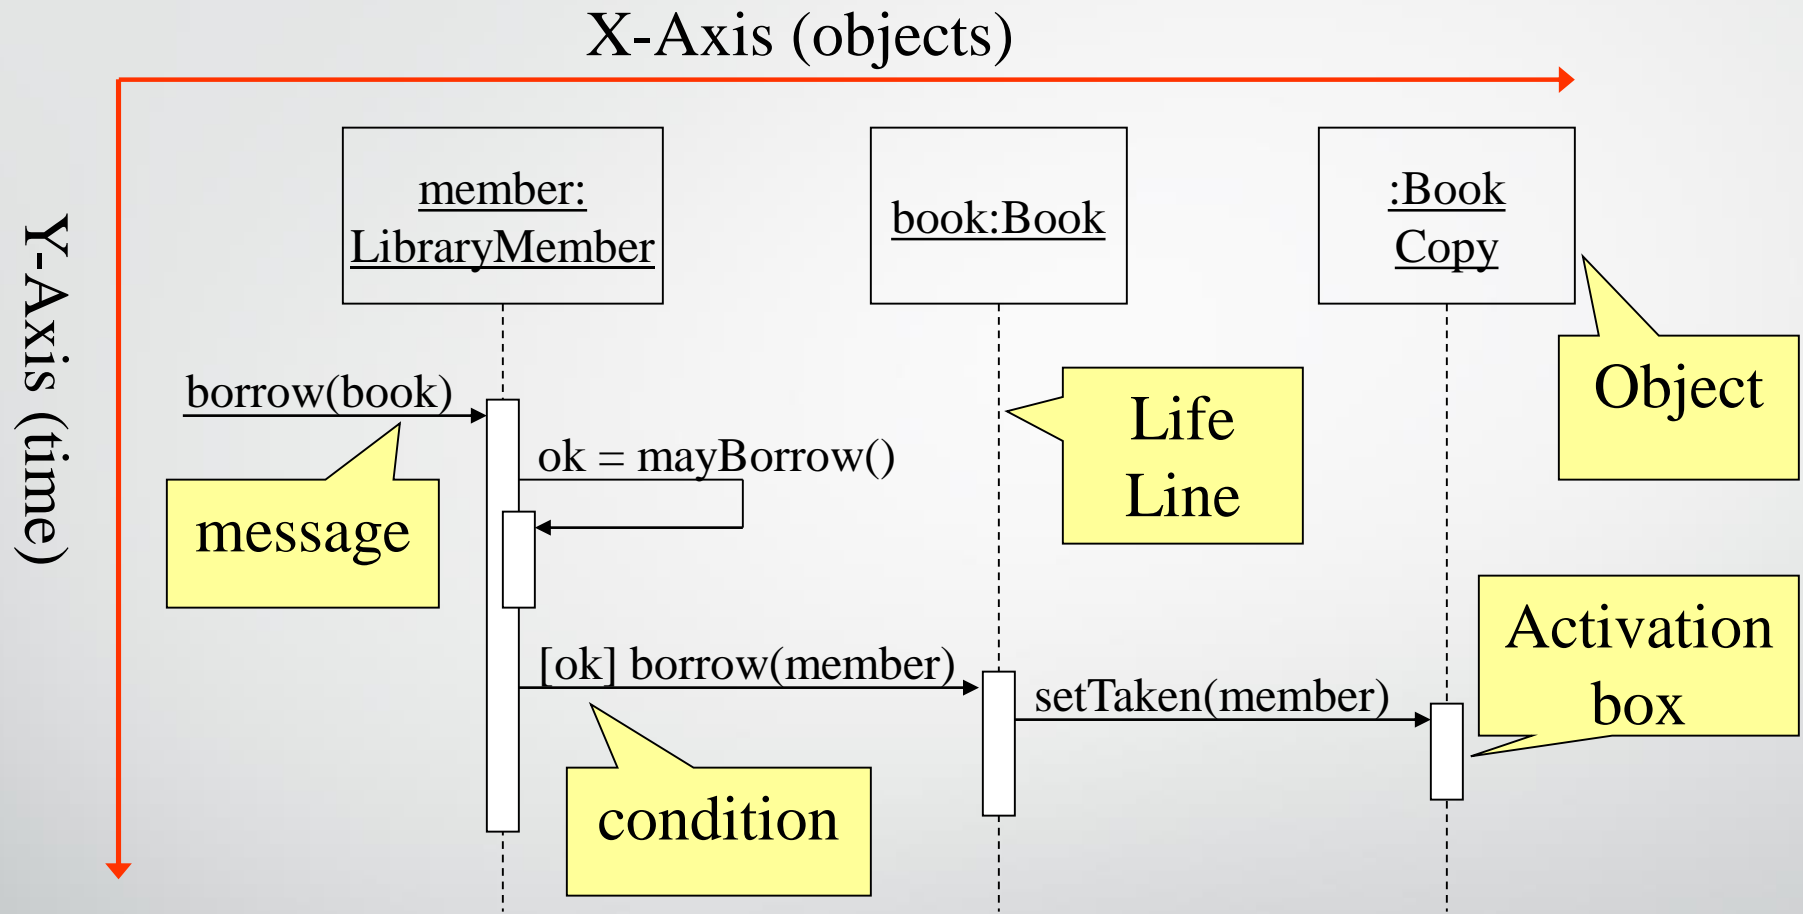 X-Axis (objects)
Y-Axis (time)
member:
LibraryMember
book:Book
:Book
Copy
Object
borrow(book)
Life
Line
ok = mayBorrow()
message
Activation
box
[ok] borrow(member)
setTaken(member)
condition